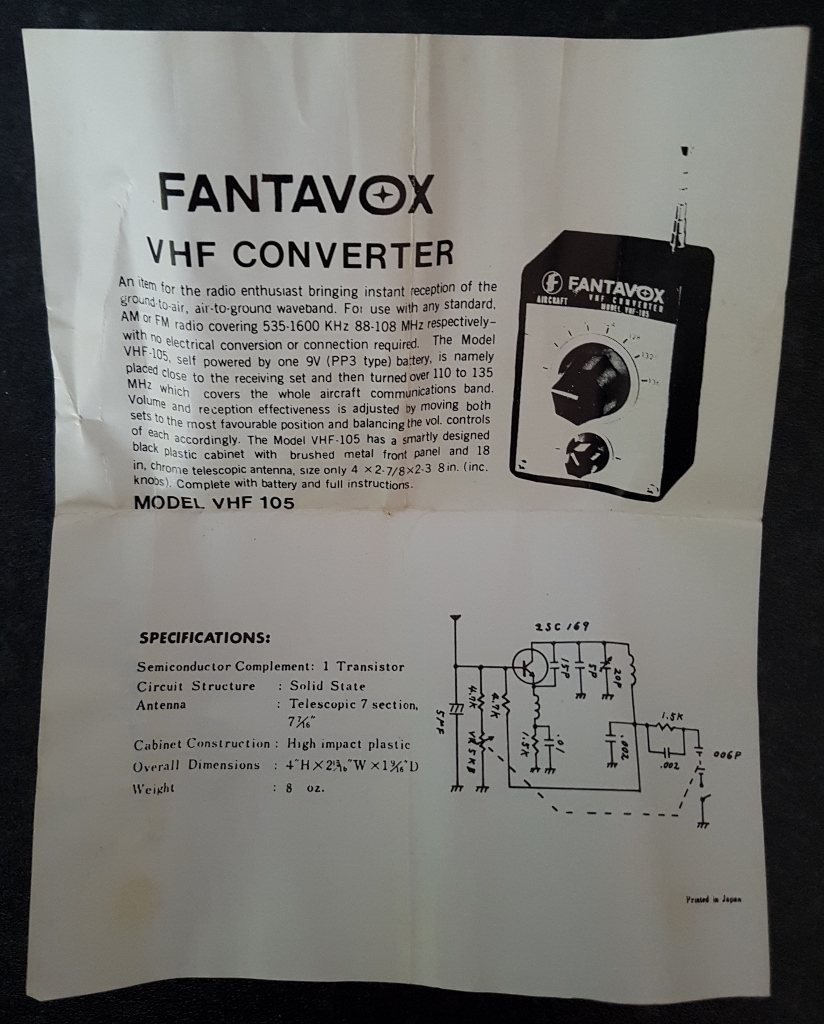 FANTAVOX
VHF CONVERTER
An item for the radio enthusiast bringing instant reception of the
ground-to-air, air-to-ground waveband. For use with any standard,
AM or FM radio covering 535-1600 KHz 88-108 MHz respectively–
with no electrical conversion or connection required. The Model
VHF-105, self powered by one 9V (PP3 type) battery, is namely
placed close to the receiving set and then turned over 110 to 135
MHz which covers the whole aircraft communications band.
Volume and reception effectiveness is adjusted by moving both
sets to the most favourable position and balancing the vol. controls
of each accordingly. The Model VHF-105 has a smartly designed
black plastic cabinet with brushed metal front panel and 18
in, chrome telescopic antenna, size only 4 ×2-7/8×2-3 8in. (inc.
knobs). Complete with battery and full instructions.
MODEL VHF 105
f FANTAVOX
AIRCRAFT VHF CONVERTER
MODEL VHF-105
132
SPECIFICATIONS:
Semiconductor Complement: 1 Transistor
Circuit Structure : Solid State
Antenna : Telescopic 7 section,
Cabinet Construction : High impact plastic
Overall Dimensions :
Weight : 8 oz.
2SC169
15P
5P
20P
4.7K
4.7K
VR 5KB
1.5K
.01
.002
1.5K
.002
006P
Printed in Japan